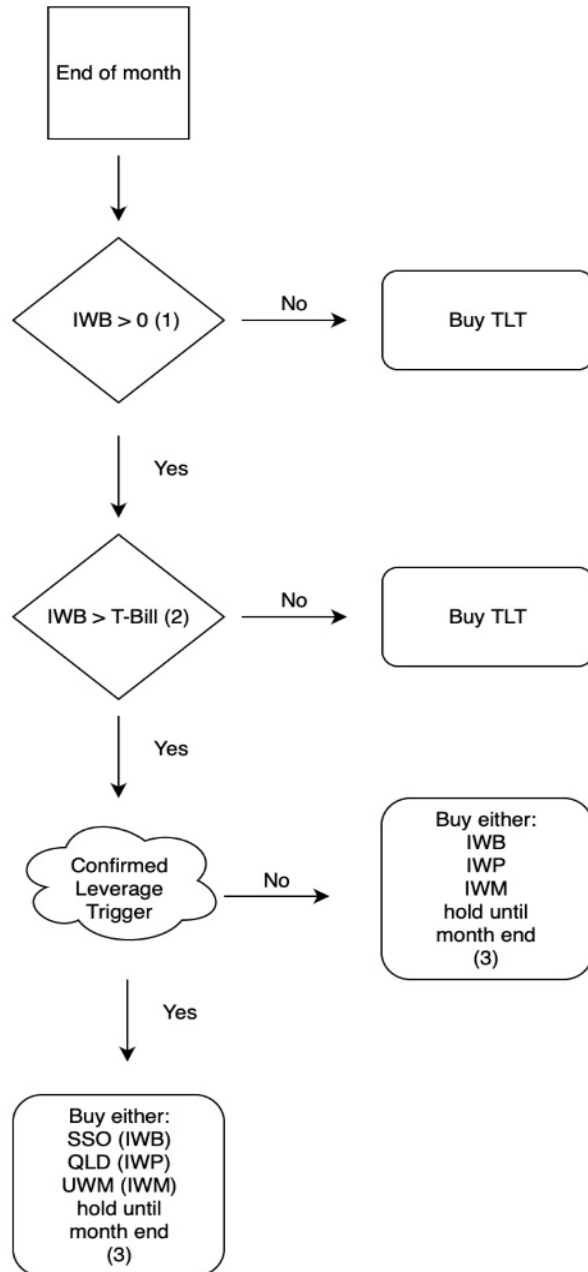 End of month
IWB > 0 (1)
No
Buy TLT
Yes
IWB > T-Bill (2)
No
Buy TLT
Yes
Confirmed
Leverage
Trigger
No
Buy either:
IWB
IWP
IWM
hold until
month end
(3)
Yes
Buy either:
SSO (IWB)
QLD (IWP)
UWM (IWM)
hold until
month end
(3)